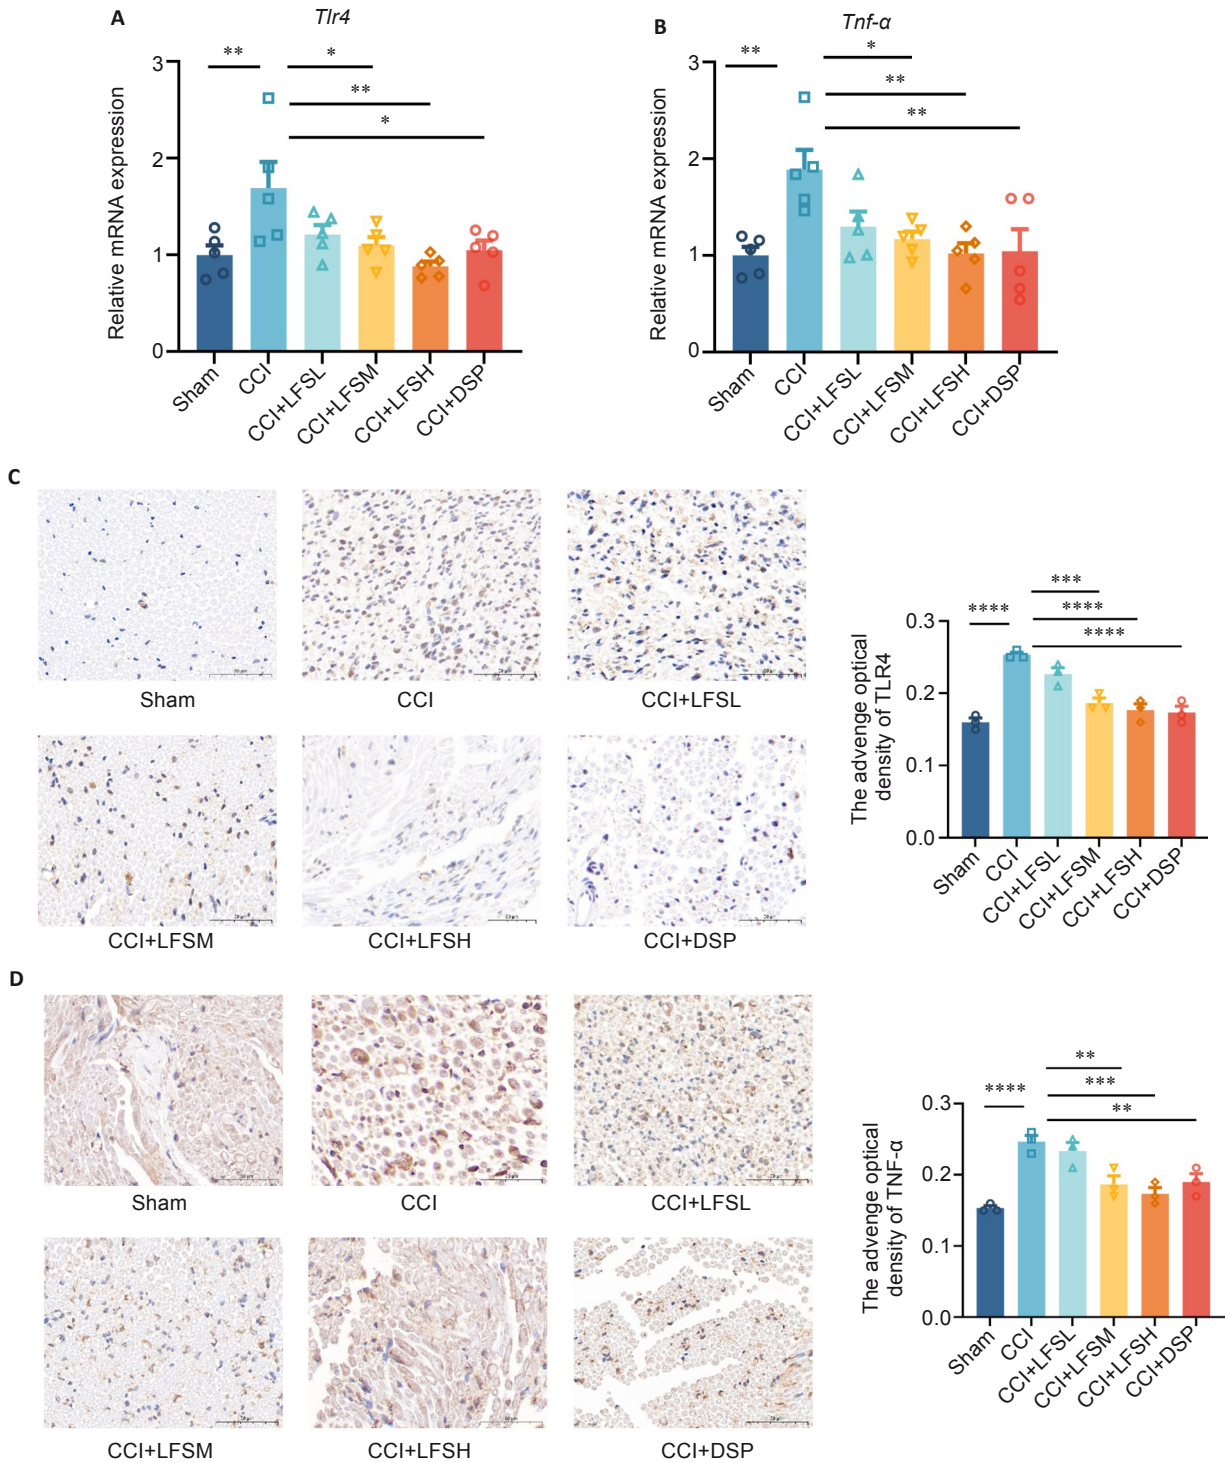 A
Tlr4
Relative mRNA expression
3
2
1
0
**
*
**
*
Sham
CCI
CCI+LFSL
CCI+LFSM
CCI+LFSH
CCI+DSP
B
Tnf-α
Relative mRNA expression
3
2
1
0
**
*
**
**
Sham
CCI
CCI+LFSL
CCI+LFSM
CCI+LFSH
CCI+DSP
C
Sham
CCI
CCI+LFSL
CCI+LFSM
CCI+LFSH
CCI+DSP
The advenge optical
density of TLR4
0.3
0.2
0.1
0.0
****
***
****
****
Sham
CCI
CCI+LFSL
CCI+LFSM
CCI+LFSH
CCI+DSP
D
Sham
CCI
CCI+LFSL
CCI+LFSM
CCI+LFSH
CCI+DSP
The advenge optical
density of TNF-α
0.3
0.2
0.1
0.0
****
**
***
**
Sham
CCI
CCI+LFSL
CCI+LFSM
CCI+LFSH
CCI+DSP